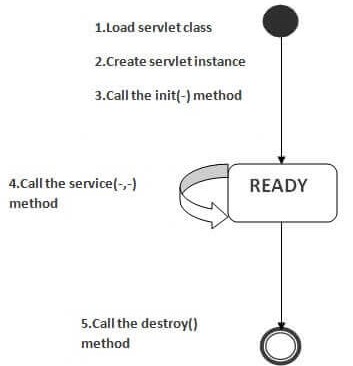 1.Load servlet class
2.Create servlet instance
3.Call the init(-) method
4.Call the service(-,-)
method
READY
5.Call the destroy()
method